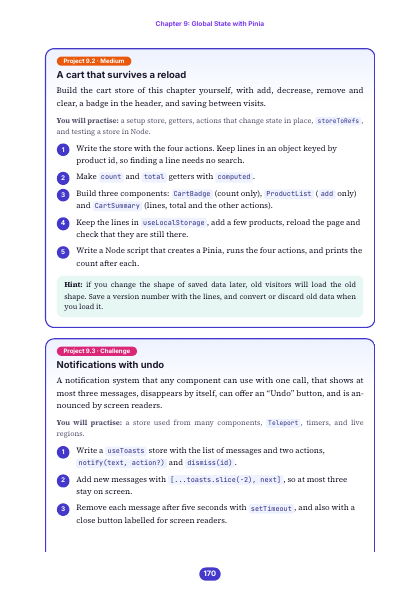 Chapter 9: Global State with Pinia
Project 9.2 · Medium
A cart that survives a reload
Build the cart store of this chapter yourself, with add, decrease, remove and
clear, a badge in the header, and saving between visits.
You will practise: a setup store, getters, actions that change state in place, storeToRefs,
and testing a store in Node.
1 Write the store with the four actions. Keep lines in an object keyed by
product id, so finding a line needs no search.
2 Make count and total getters with computed.
3 Build three components: CartBadge (count only), ProductList (add only)
and CartSummary (lines, total and the other actions).
4 Keep the lines in useLocalStorage, add a few products, reload the page and
check that they are still there.
5 Write a Node script that creates a Pinia, runs the four actions, and prints the
count after each.
Hint: if you change the shape of saved data later, old visitors will load the old
shape. Save a version number with the lines, and convert or discard old data when
you load it.
Project 9.3 · Challenge
Notifications with undo
A notification system that any component can use with one call, that shows at
most three messages, disappears by itself, can offer an “Undo” button, and is an-
nounced by screen readers.
You will practise: a store used from many components, Teleport, timers, and live
regions.
1 Write a useToasts store with the list of messages and two actions,
notify(text, action?) and dismiss(id).
2 Add new messages with [...toasts.slice(-2), next], so at most three
stay on screen.
3 Remove each message after five seconds with setTimeout, and also with a
close button labelled for screen readers.
170